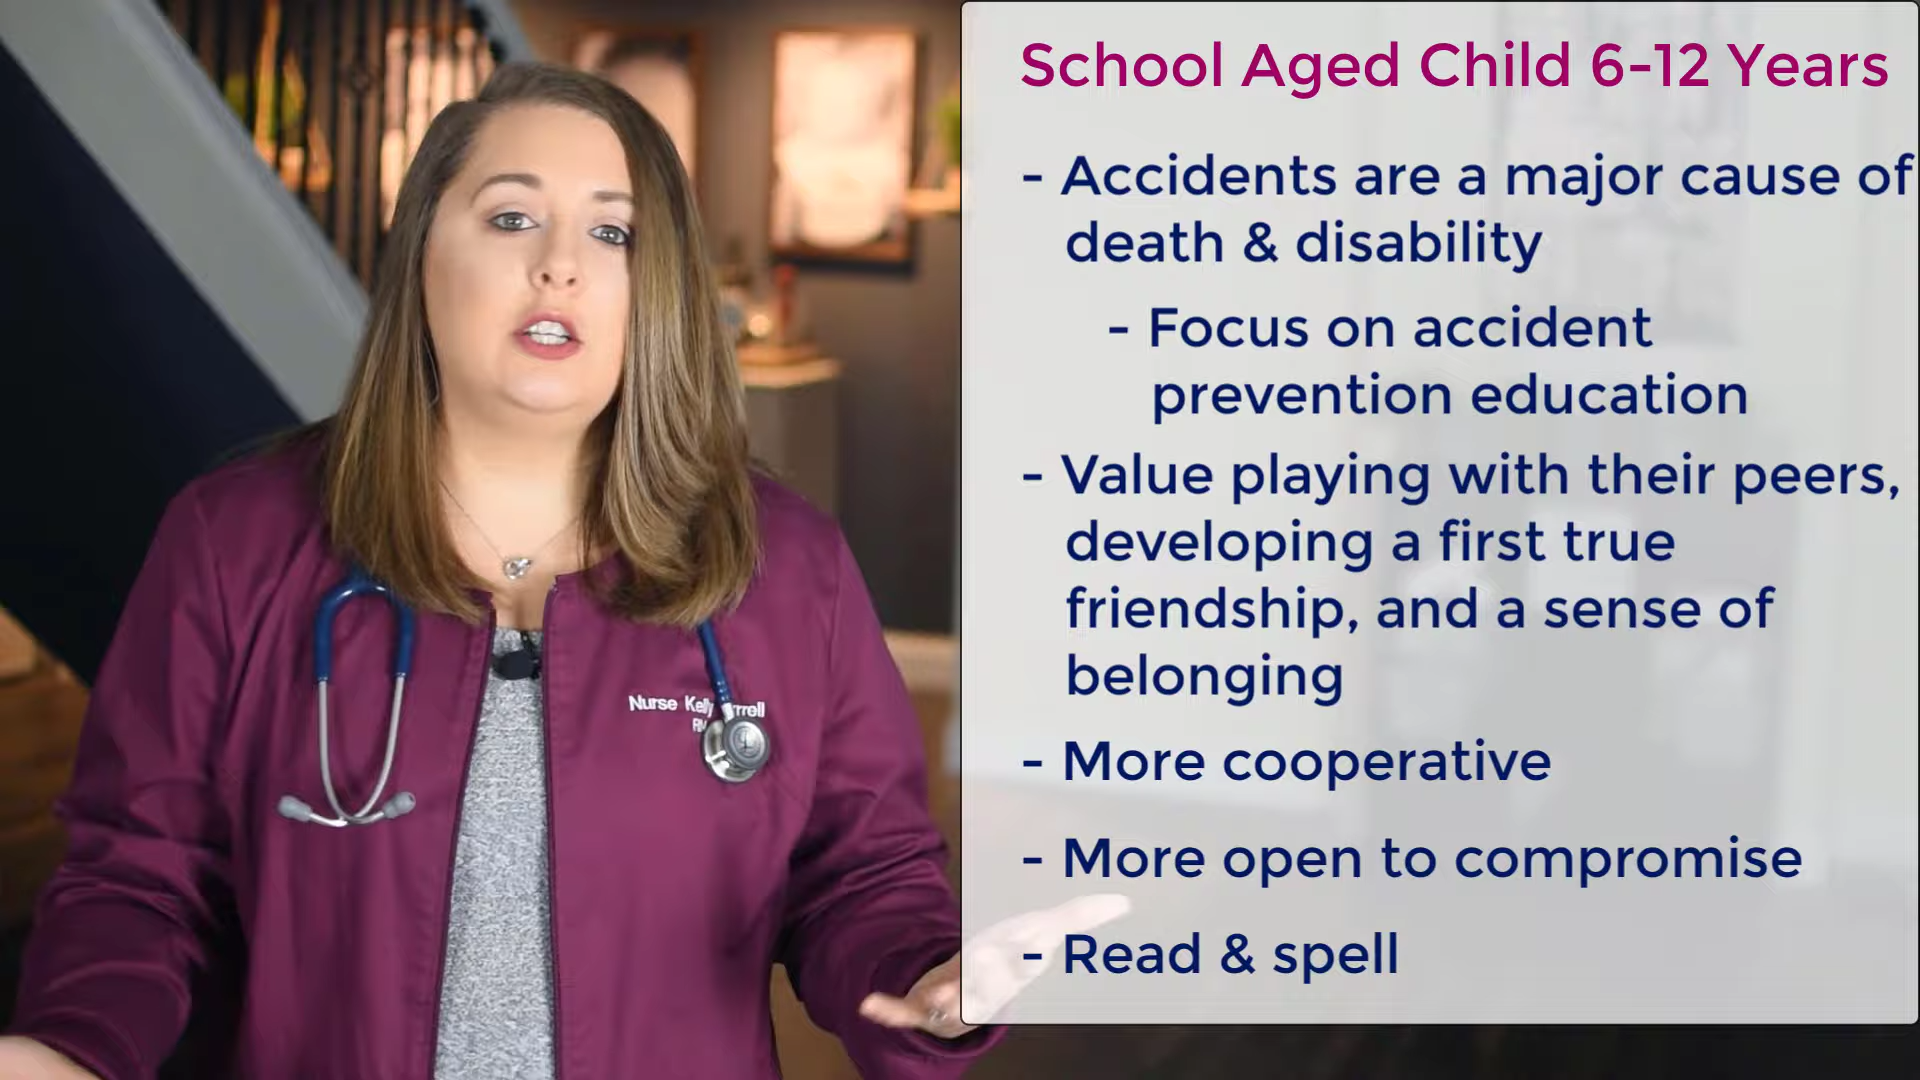 School Aged Child 6-12 Years
- Accidents are a major cause of
death & disability
- Focus on accident
prevention education
- Value playing with their peers,
developing a first true
friendship, and a sense of
belonging
- More cooperative
- More open to compromise
- Read & spell
Nurse